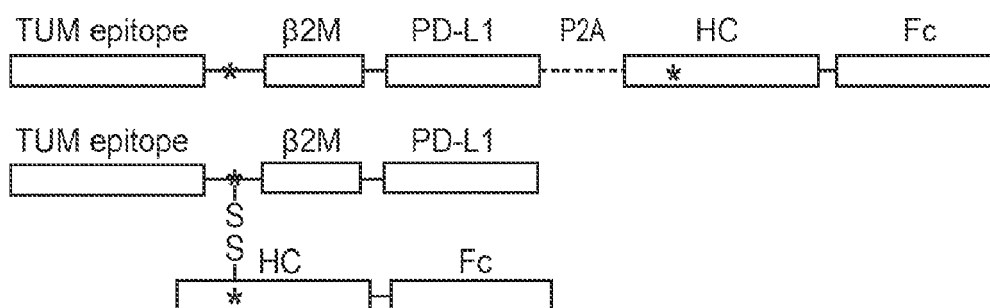 TUM epitope β2M PD-L1 P2A HC Fc
*
*
TUM epitope β2M PD-L1
*
S
S
HC Fc
*